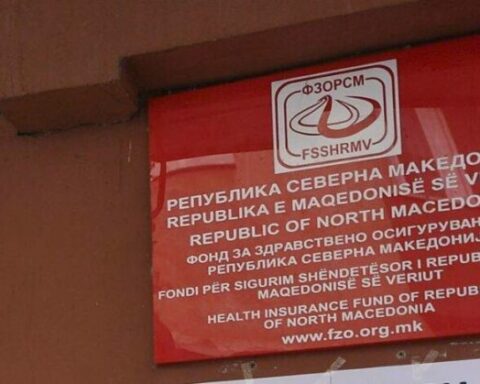 ФЗОРСМ
FSSHRMV
РЕПУБЛИКА СЕВЕРНА МАКЕДО
REPUBLIKA E MAQEDONISË SË VERIU
REPUBLIC OF NORTH MACEDO
ФОНД ЗА ЗДРАВСТВЕНО ОСИГУРУВАН
РЕПУБЛИКА СЕВЕРНА МАКЕДОНИЈ
FONDI PËR SIGURIM SHËNDETËSOR I REPUB
MAQEDONISË SË VERIUT
HEALTH INSURANCE FUND OF REPUB
OF NORTH MACEDONIA
www.fzo.org.mk